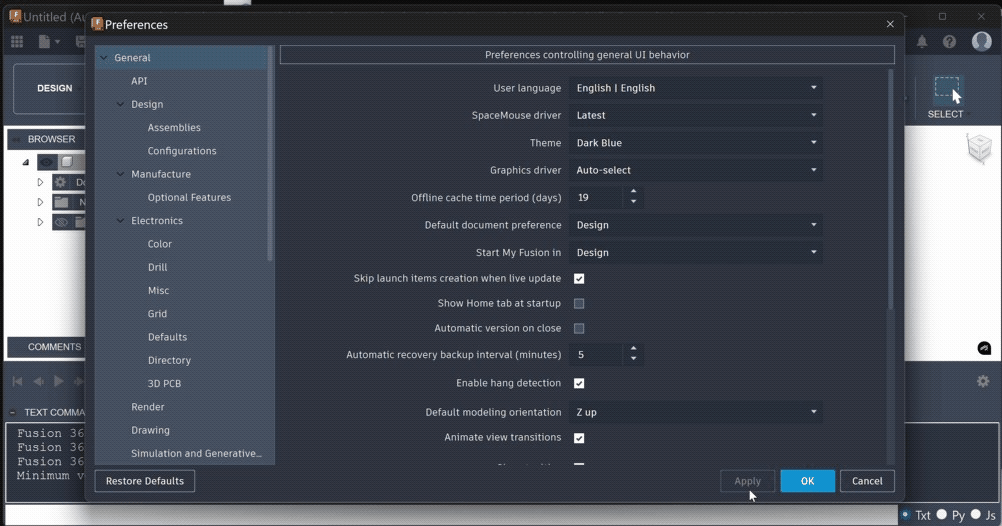 Untitled (Au
Preferences
DESIGN
SELECT
BROWSER
Do
N
COMMENTS
TEXT COMMA
Fusion 36
Fusion 36
Fusion 36
Minimum v
General
API
Design
Assemblies
Configurations
Manufacture
Optional Features
Electronics
Color
Drill
Misc
Grid
Defaults
Directory
3D PCB
Render
Drawing
Simulation and Generative...
Preferences controlling general UI behavior
User language English | English
SpaceMouse driver Latest
Theme Dark Blue
Graphics driver Auto-select
Offline cache time period (days) 19
Default document preference Design
Start My Fusion in Design
Skip launch items creation when live update
Show Home tab at startup
Automatic version on close
Automatic recovery backup interval (minutes) 5
Enable hang detection
Default modeling orientation Z up
Animate view transitions
Restore Defaults
Apply OK Cancel
Txt Py Js